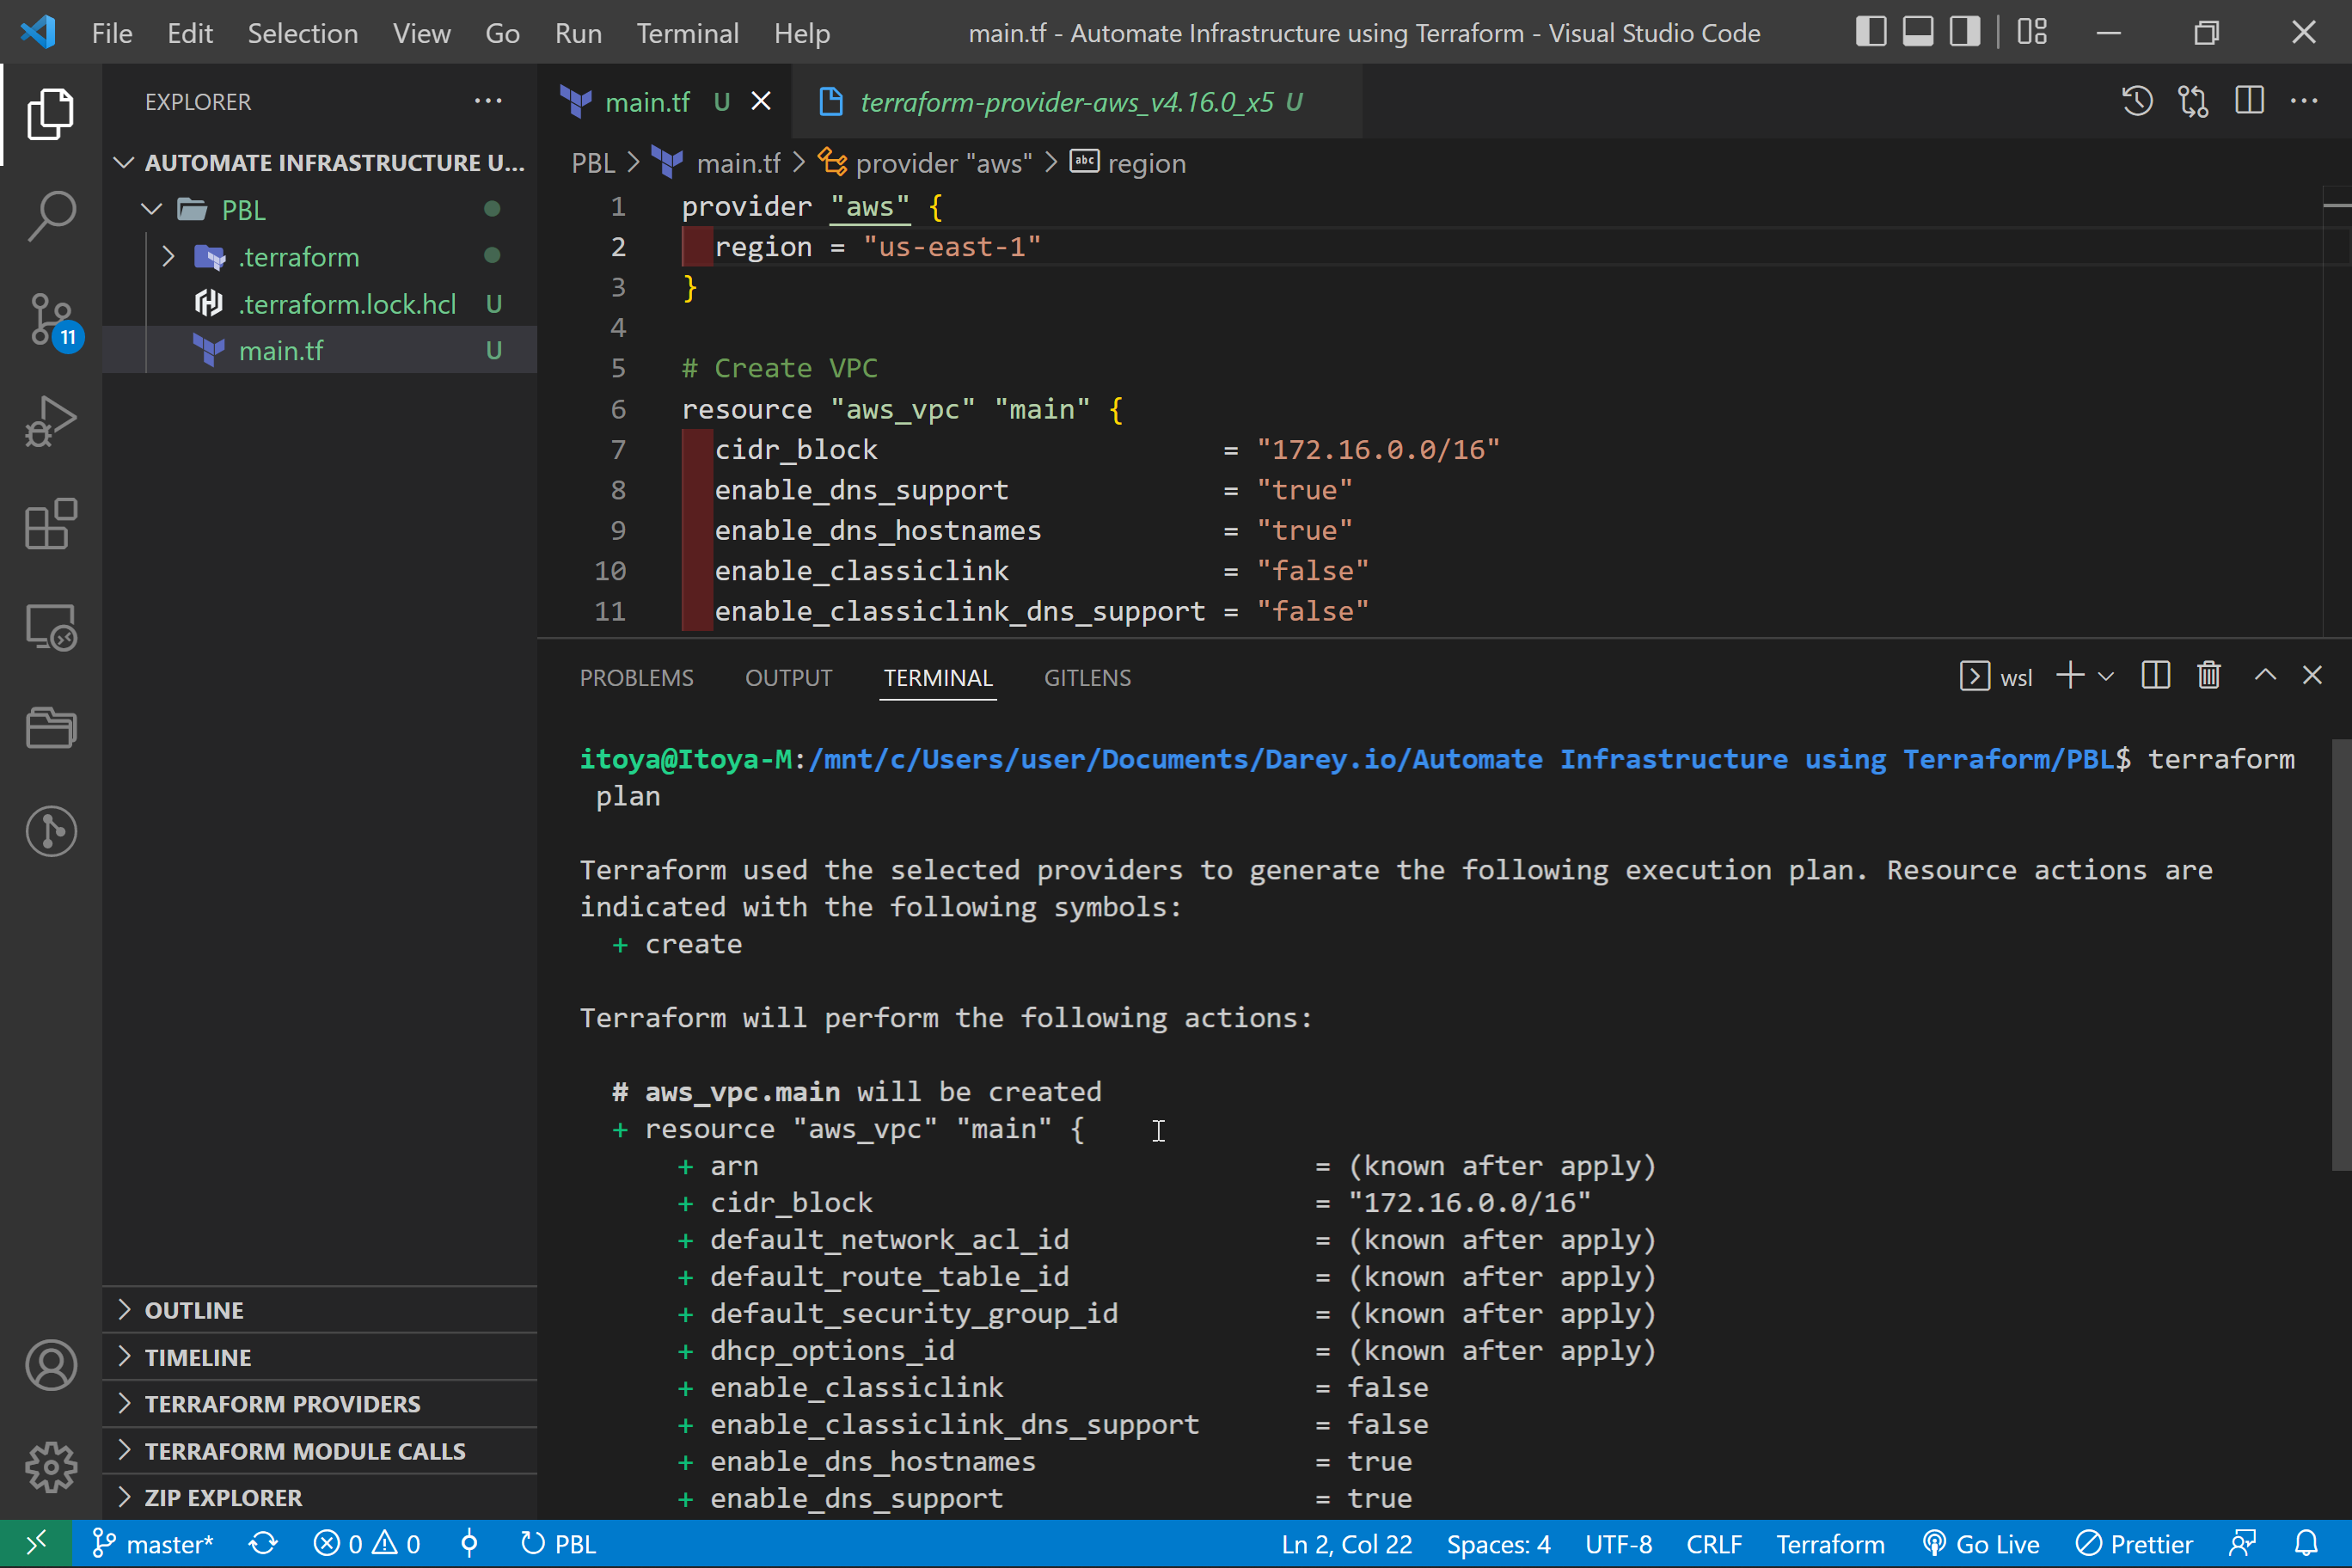 File Edit Selection View Go Run Terminal Help main.tf - Automate Infrastructure using Terraform - Visual Studio Code
EXPLORER
AUTOMATE INFRASTRUCTURE U...
PBL
.terraform
.terraform.lock.hcl U
main.tf U
11
OUTLINE
TIMELINE
TERRAFORM PROVIDERS
TERRAFORM MODULE CALLS
ZIP EXPLORER
main.tf U terraform-provider-aws_v4.16.0_x5 U
PBL > main.tf > provider "aws" > abc region
1 provider "aws" {
2 region = "us-east-1"
3 }
4
5 # Create VPC
6 resource "aws_vpc" "main" {
7 cidr_block = "172.16.0.0/16"
8 enable_dns_support = "true"
9 enable_dns_hostnames = "true"
10 enable_classiclink = "false"
11 enable_classiclink_dns_support = "false"
PROBLEMS OUTPUT TERMINAL GITLENS wsl
itoya@Itoya-M:/mnt/c/Users/user/Documents/Darey.io/Automate Infrastructure using Terraform/PBL$ terraform
plan
Terraform used the selected providers to generate the following execution plan. Resource actions are
indicated with the following symbols:
+ create
Terraform will perform the following actions:
# aws_vpc.main will be created
+ resource "aws_vpc" "main" {
+ arn = (known after apply)
+ cidr_block = "172.16.0.0/16"
+ default_network_acl_id = (known after apply)
+ default_route_table_id = (known after apply)
+ default_security_group_id = (known after apply)
+ dhcp_options_id = (known after apply)
+ enable_classiclink = false
+ enable_classiclink_dns_support = false
+ enable_dns_hostnames = true
+ enable_dns_support = true
master* 0 0 PBL Ln 2, Col 22 Spaces: 4 UTF-8 CRLF Terraform Go Live Prettier